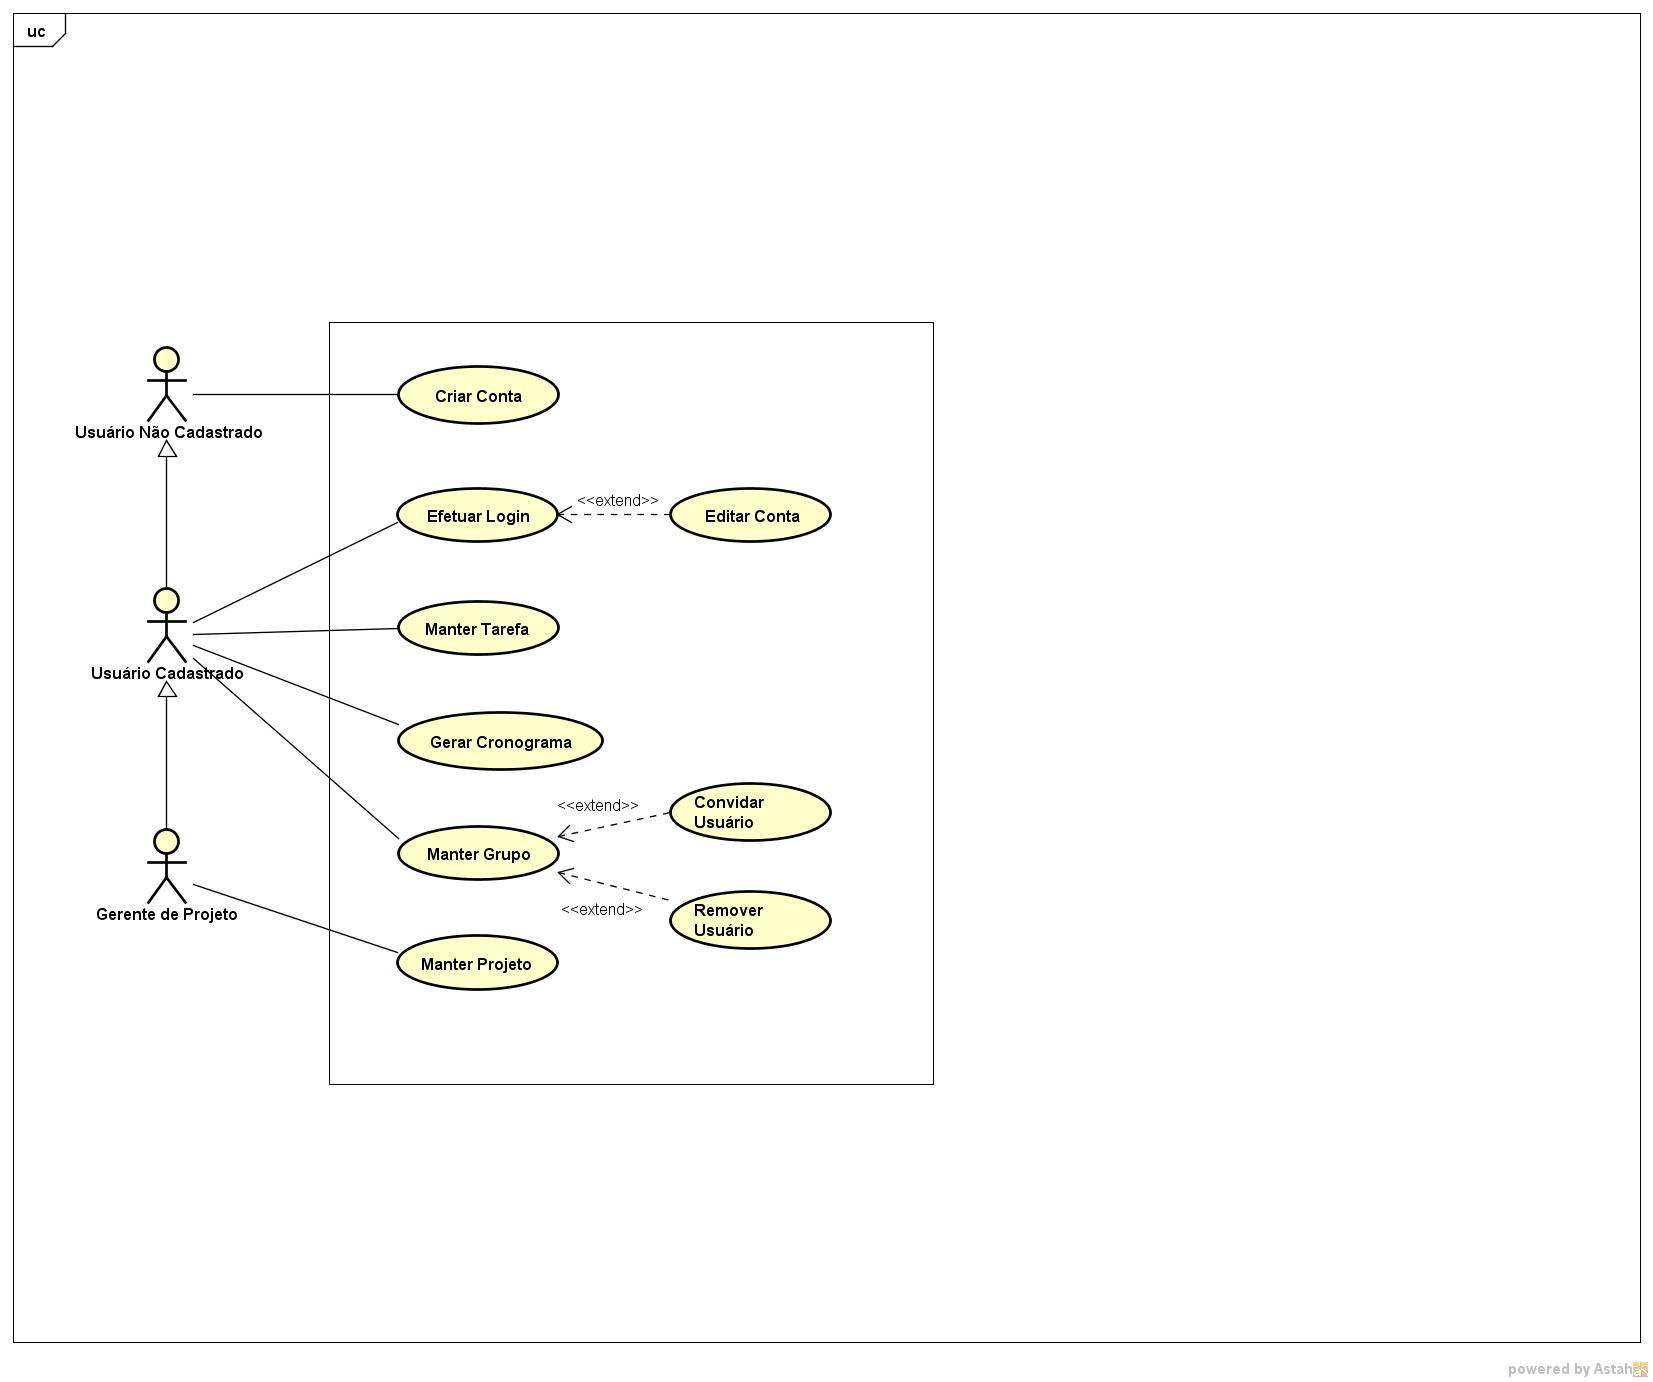 uc
Usuário Não Cadastrado
Criar Conta
Efetuar Login
<<extend>>
Editar Conta
Usuário Cadastrado
Manter Tarefa
Gerar Cronograma
<<extend>>
Convidar
Usuário
Manter Grupo
<<extend>>
Remover
Usuário
Gerente de Projeto
Manter Projeto
powered by Astah